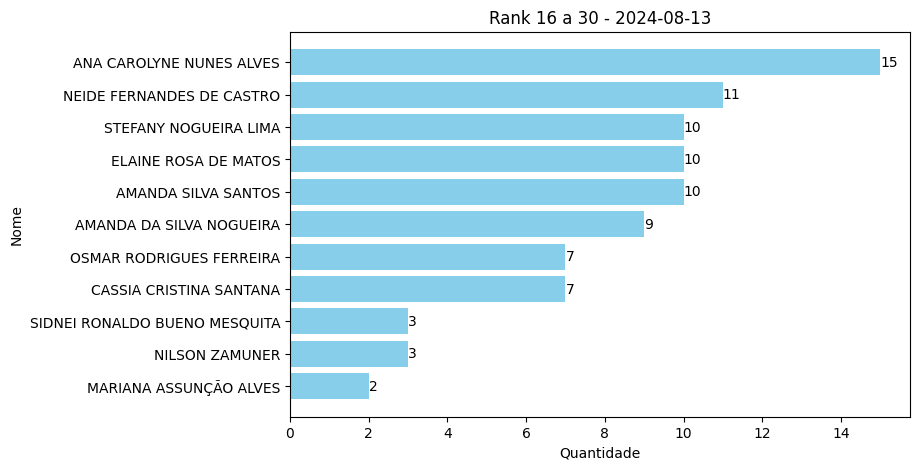 Rank 16 a 30 - 2024-08-13
ANA CAROLYNE NUNES ALVES 15
NEIDE FERNANDES DE CASTRO 11
STEFANY NOGUEIRA LIMA 10
ELAINE ROSA DE MATOS 10
AMANDA SILVA SANTOS 10
AMANDA DA SILVA NOGUEIRA 9
OSMAR RODRIGUES FERREIRA 7
CASSIA CRISTINA SANTANA 7
SIDNEI RONALDO BUENO MESQUITA 3
NILSON ZAMUNER 3
MARIANA ASSUNÇÃO ALVES 2
Nome
0 2 4 6 8 10 12 14
Quantidade